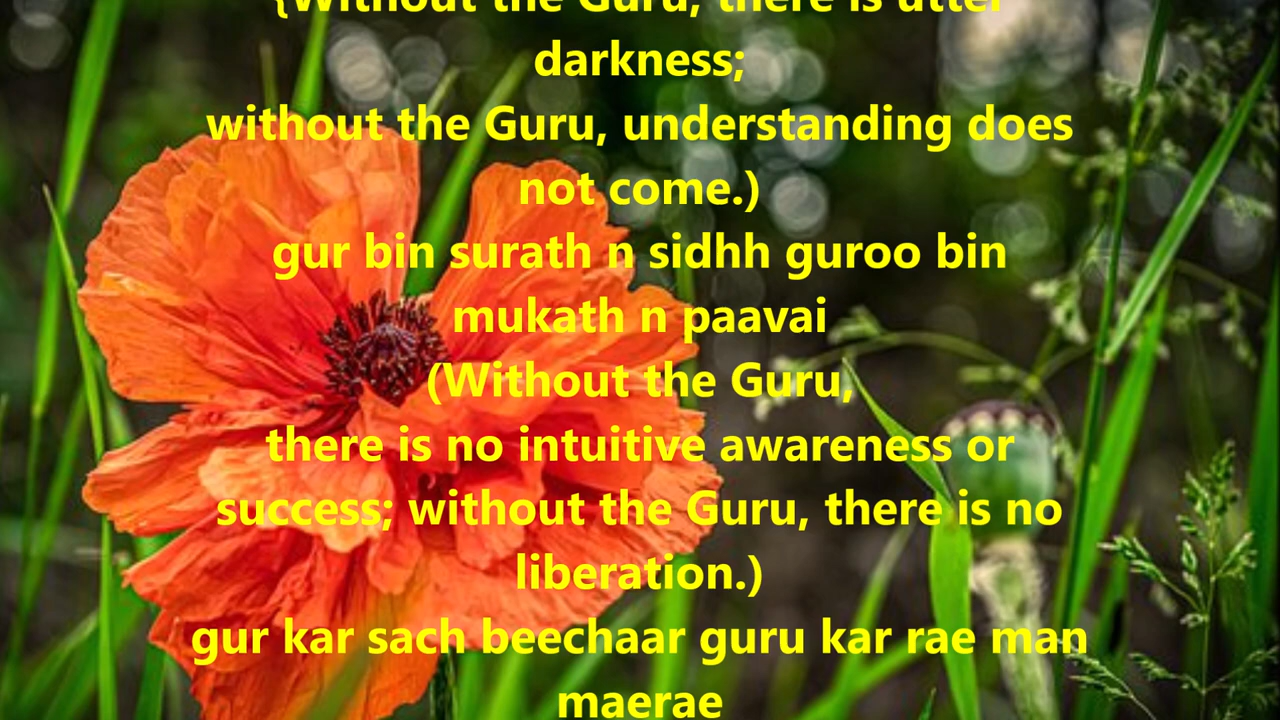 {Without the Guru, there is utter
darkness;
without the Guru, understanding does
not come.)
gur bin surath n sidhh guroo bin
mukath n paavai
(Without the Guru,
there is no intuitive awareness or
success; without the Guru, there is no
liberation.)
gur kar sach beechaar guru kar rae man
maerae